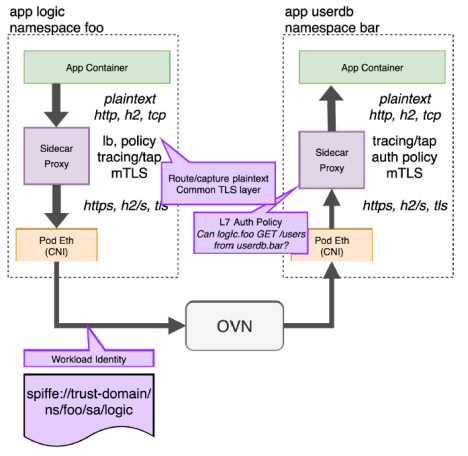 app logic
namespace foo
App Container
plaintext
http, h2, tcp
Sidecar
Proxy
lb, policy
tracing/tap
mTLS
https, h2/s, tls
Pod Eth
(CNI)
Route/capture plaintext
Common TLS layer
L7 Auth Policy
Can logic.foo GET /users
from userdb.bar?
app userdb
namespace bar
App Container
plaintext
http, h2, tcp
Sidecar
Proxy
tracing/tap
auth policy
mTLS
https, h2/s, tls
Pod Eth
(CNI)
OVN
Workload Identity
spiffe://trust-domain/
ns/foo/sa/logic